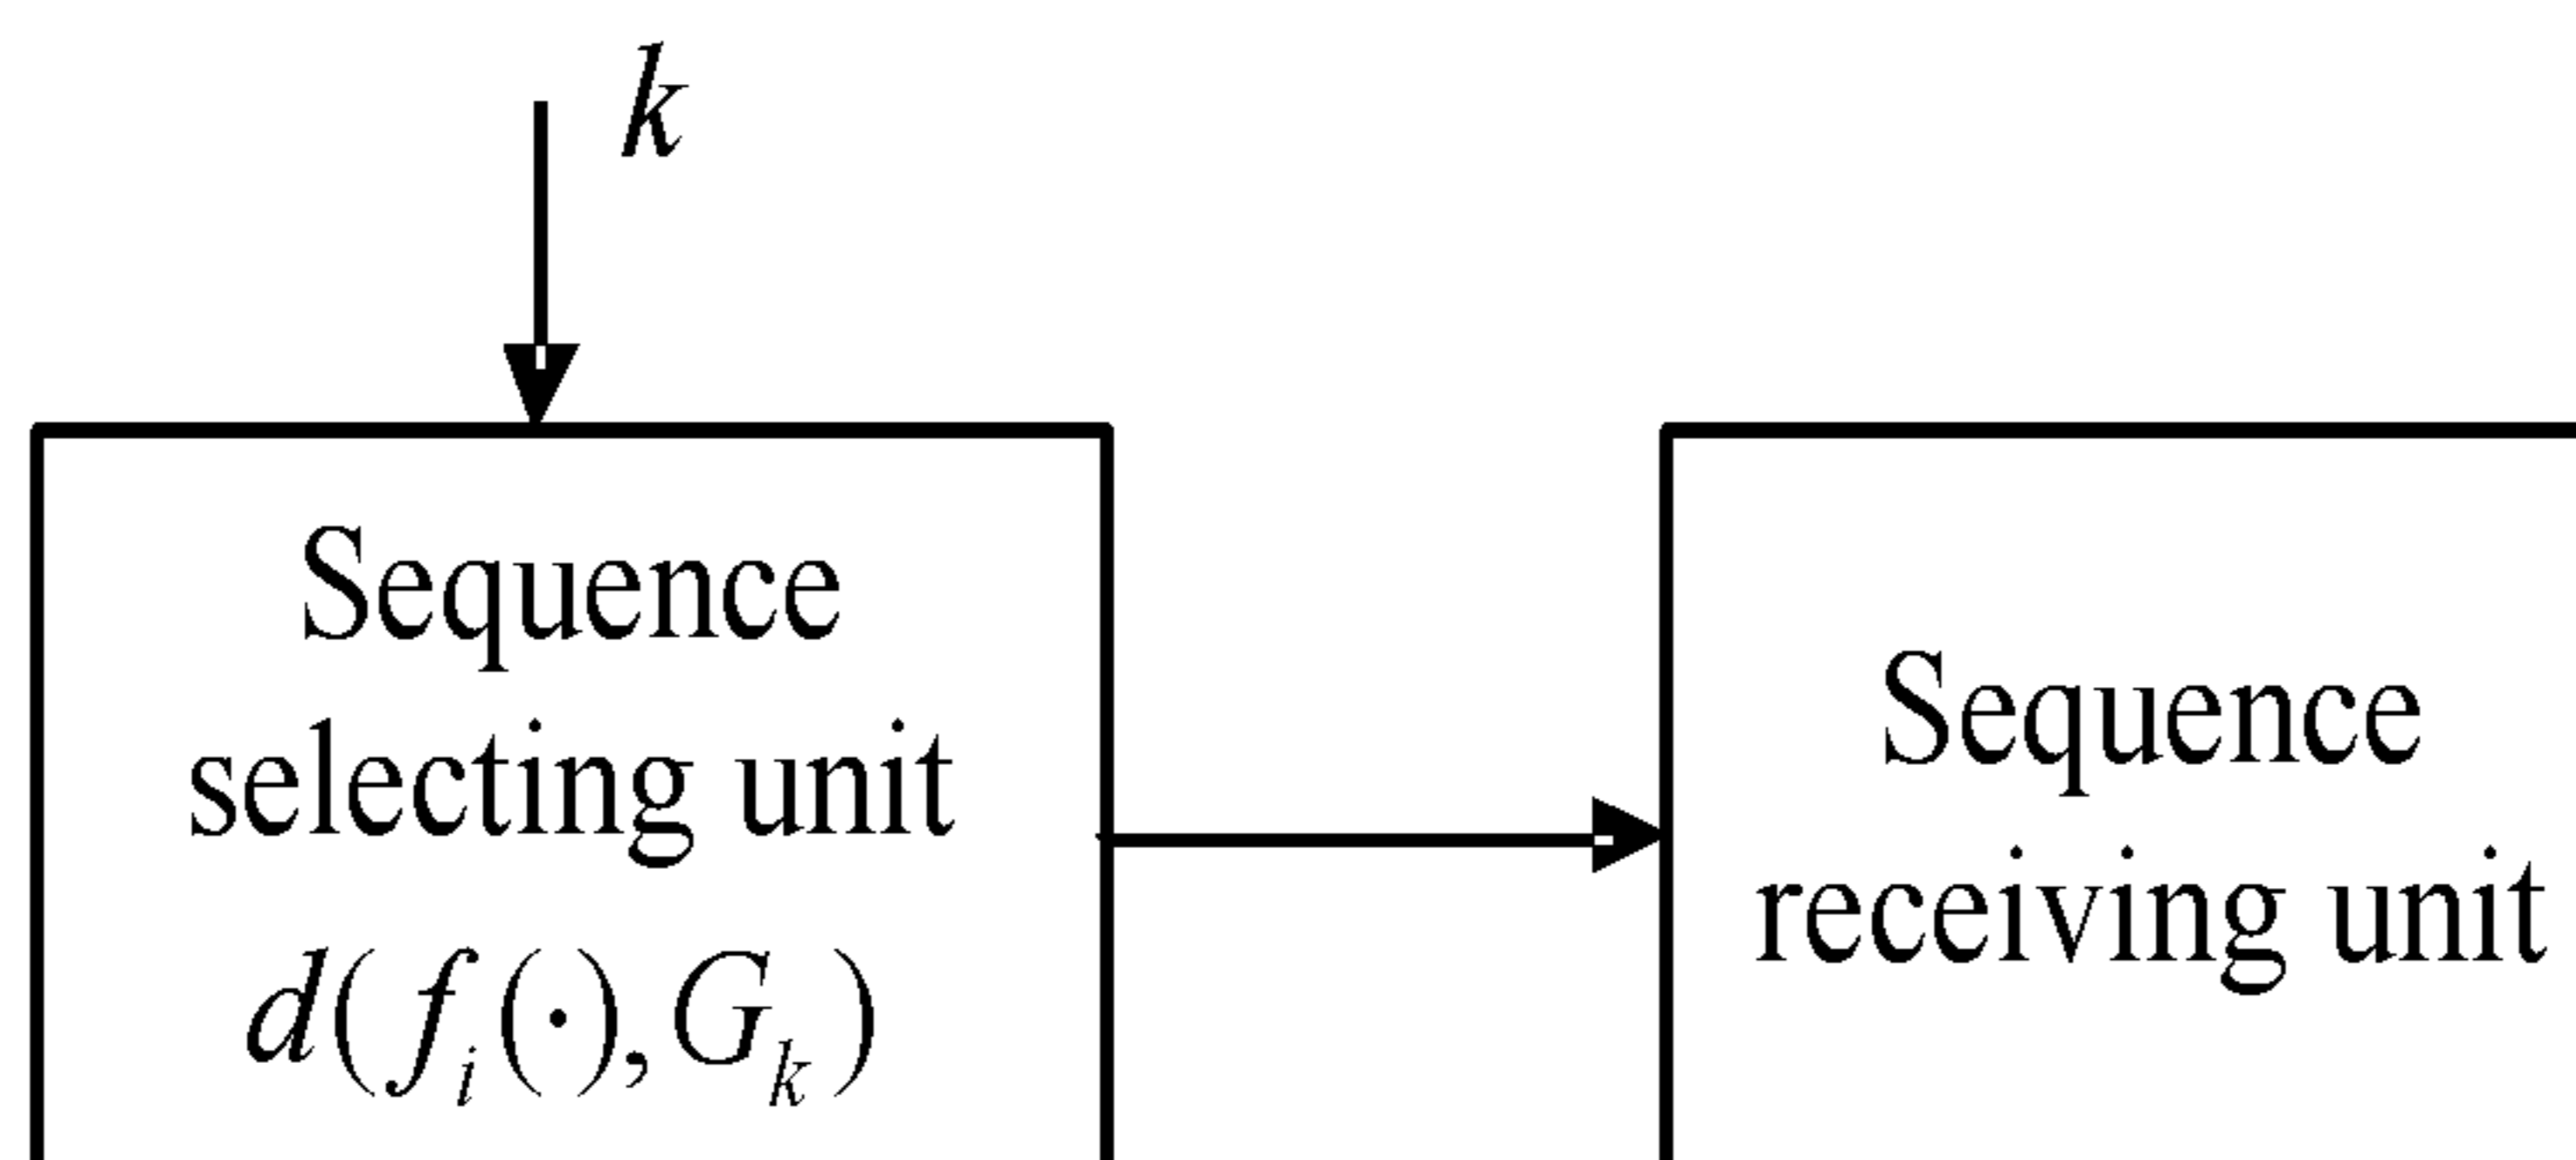 k
Sequence
selecting unit
d(f_i(·),G_k)
Sequence
receiving unit